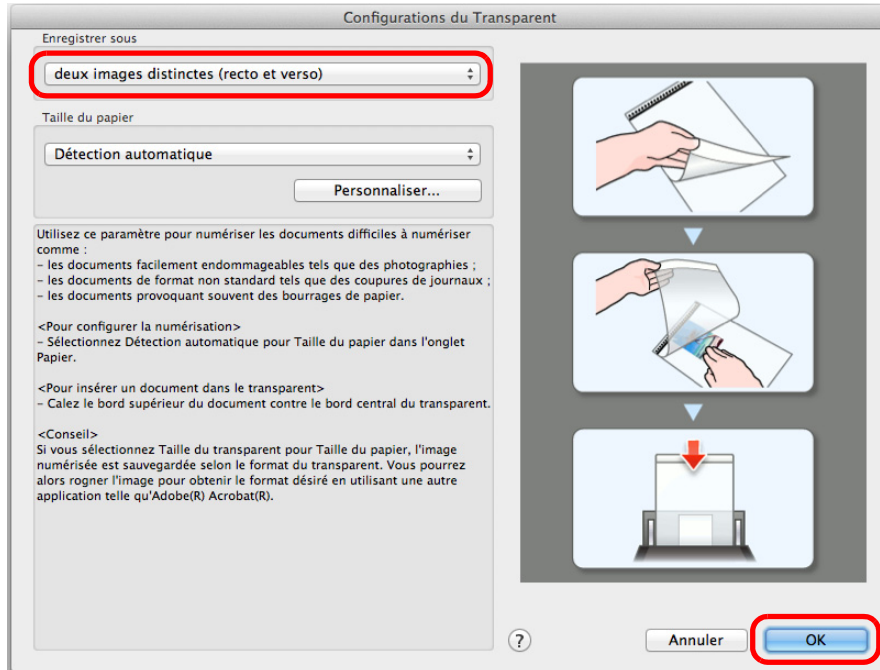 Configurations du Transparent
Enregistrer sous
deux images distinctes (recto et verso)
Taille du papier
Détection automatique
Personnaliser...
Utilisez ce paramètre pour numériser les documents difficiles à numériser
comme :
– les documents facilement endommageables tels que des photographies ;
– les documents de format non standard tels que des coupures de journaux ;
– les documents provoquant souvent des bourrages de papier.
<Pour configurer la numérisation>
– Sélectionnez Détection automatique pour Taille du papier dans l'onglet
Papier.
<Pour insérer un document dans le transparent>
– Calez le bord supérieur du document contre le bord central du transparent.
<Conseil>
Si vous sélectionnez Taille du transparent pour Taille du papier, l'image
numérisée est sauvegardée selon le format du transparent. Vous pourrez
alors rogner l'image pour obtenir le format désiré en utilisant une autre
application telle qu'Adobe(R) Acrobat(R).
?
Annuler
OK